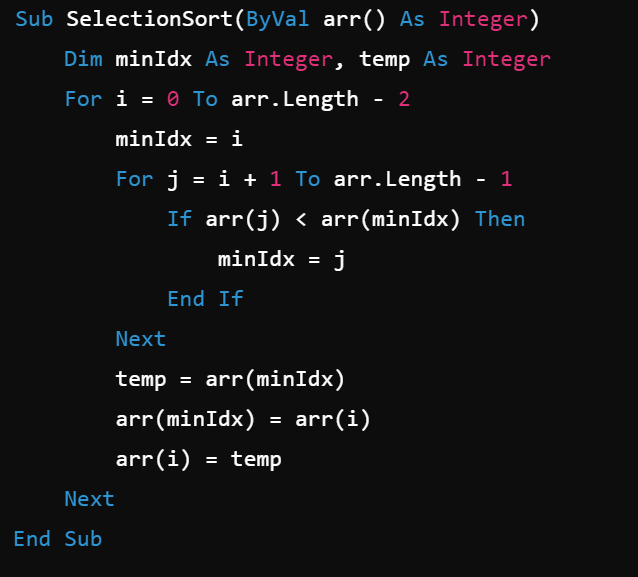 Sub SelectionSort(ByVal arr() As Integer)
    Dim minIdx As Integer, temp As Integer
    For i = 0 To arr.Length - 2
        minIdx = i
        For j = i + 1 To arr.Length - 1
            If arr(j) < arr(minIdx) Then
                minIdx = j
            End If
        Next
        temp = arr(minIdx)
        arr(minIdx) = arr(i)
        arr(i) = temp
    Next
End Sub